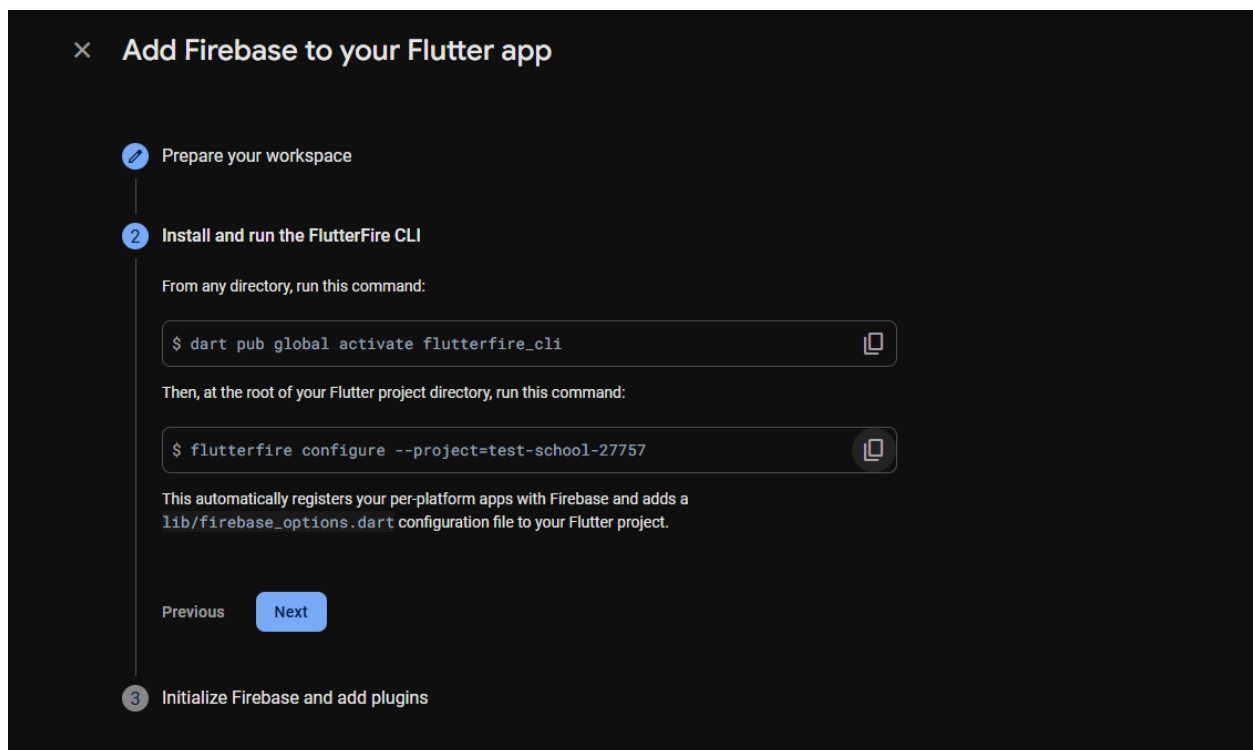 Add Firebase to your Flutter app
Prepare your workspace
2 Install and run the FlutterFire CLI
From any directory, run this command:
$ dart pub global activate flutterfire_cli
Then, at the root of your Flutter project directory, run this command:
$ flutterfire configure --project=test-school-27757
This automatically registers your per-platform apps with Firebase and adds a
lib/firebase_options.dart configuration file to your Flutter project.
Previous Next
3 Initialize Firebase and add plugins